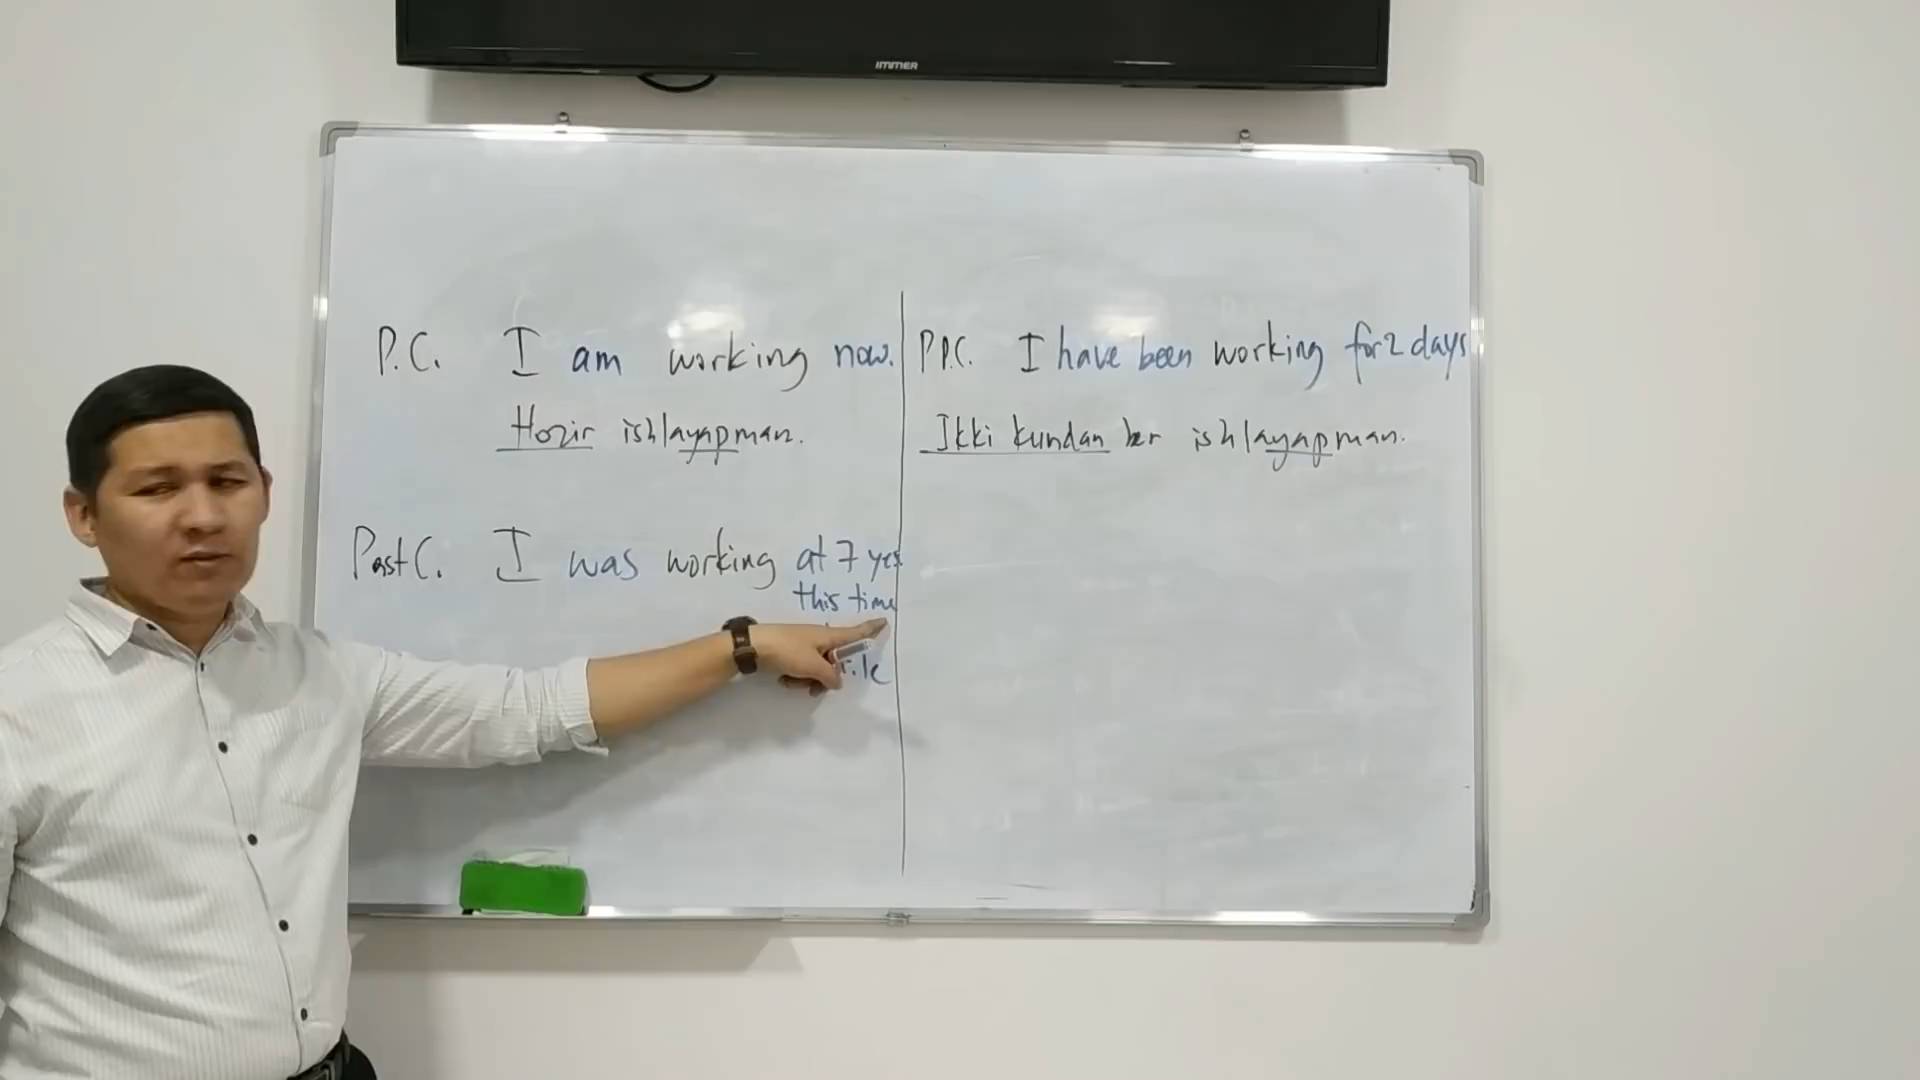 IMMER
P.C. I am working now.
Hozir ishlayapman.
Past C. I was working at 7 yes.
this time
P.P.C. I have been working for 2 days
Ikki kundan ber ishlayapman.